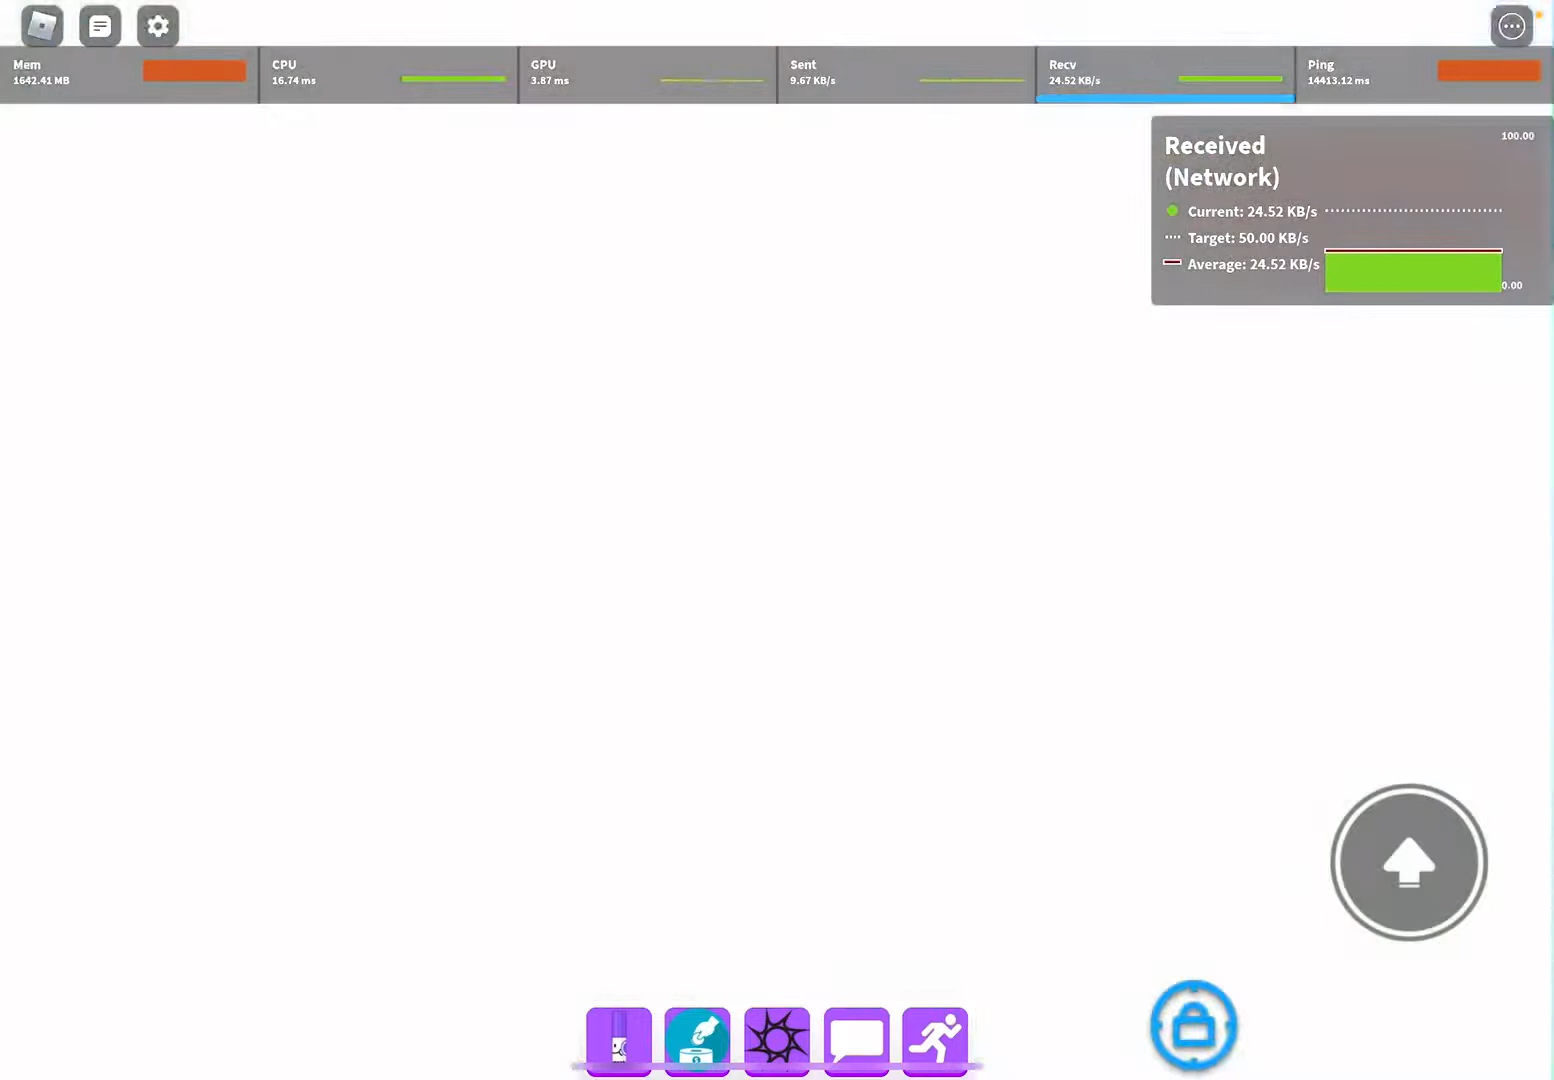 Mem
1642.41 MB
CPU
16.74 ms
GPU
3.87 ms
Sent
9.67 KB/s
Recv
24.52 KB/s
Ping
14413.12 ms
Received
(Network)
100.00
Current: 24.52 KB/s
Target: 50.00 KB/s
Average: 24.52 KB/s
0.00